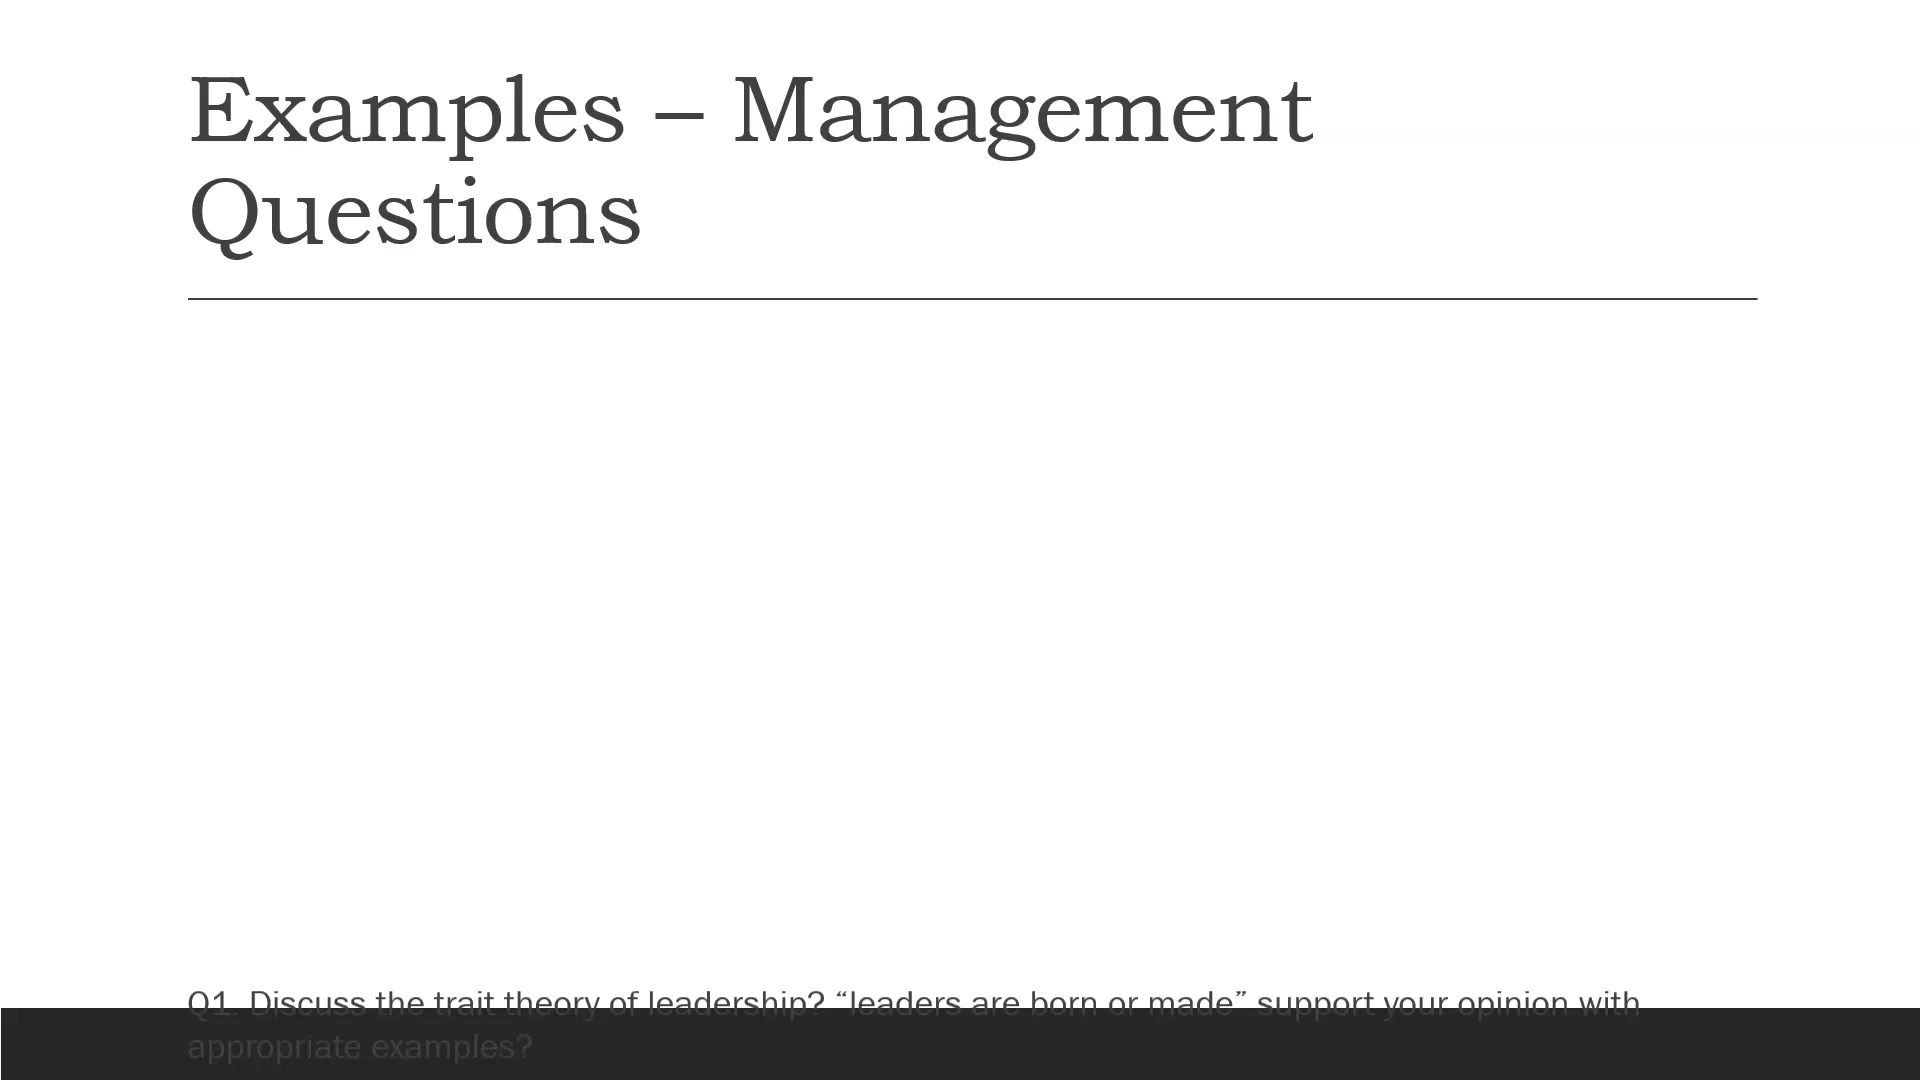 Examples – Management
Questions
Q1. Discuss the trait theory of leadership? “leaders are born or made” support your opinion with
appropriate examples?